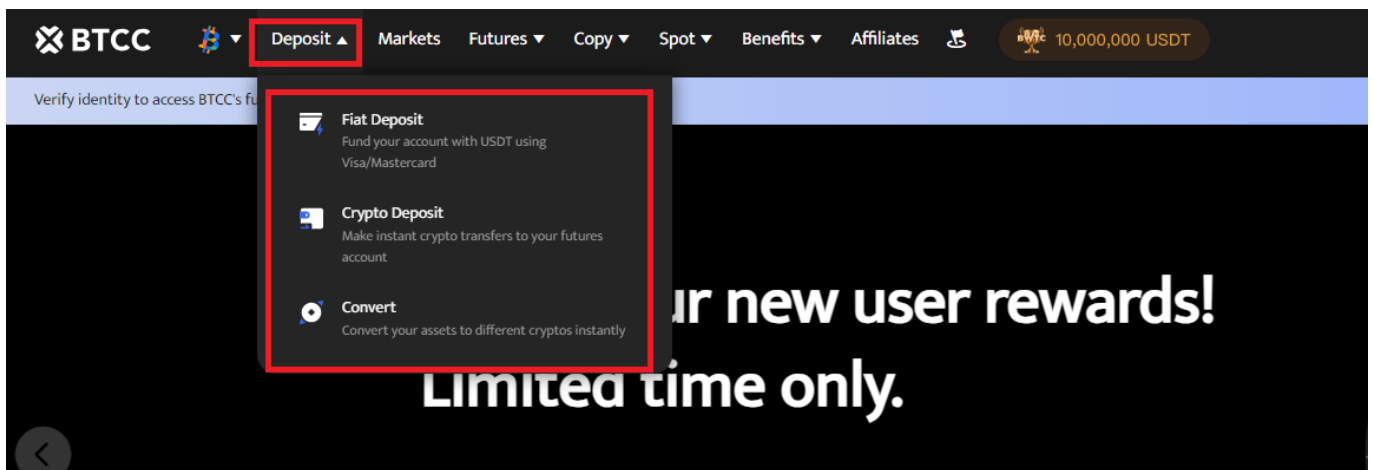 BTCC Deposit Markets Futures Copy Spot Benefits Affiliates 10,000,000 USDT
Verify identity to access BTCC's
Fiat Deposit
Fund your account with USDT using
Visa/Mastercard
Crypto Deposit
Make instant crypto transfers to your futures
account
Convert
Convert your assets to different cryptos instantly
new user rewards!
Limited time only.